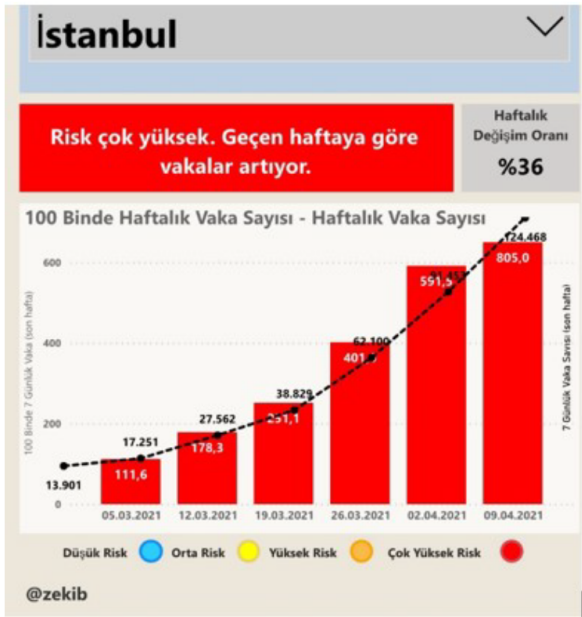 İstanbul
Risk çok yüksek. Geçen haftaya göre
vakalar artıyor.
Haftalık
Değişim Oranı
%36
100 Binde Haftalık Vaka Sayısı - Haftalık Vaka Sayısı
100 Binde 7 Günlük Vaka (son hafta)
600
400
200
0
13.901
17.251
27.562
38.829
62.100
124.468
111,6
178,3
591,5
805,0
7 Günlük Vaka Sayısı (son hafta)
05.03.2021 12.03.2021 19.03.2021 26.03.2021 02.04.2021 09.04.2021
Düşük Risk Orta Risk Yüksek Risk Çok Yüksek Risk
@zekib